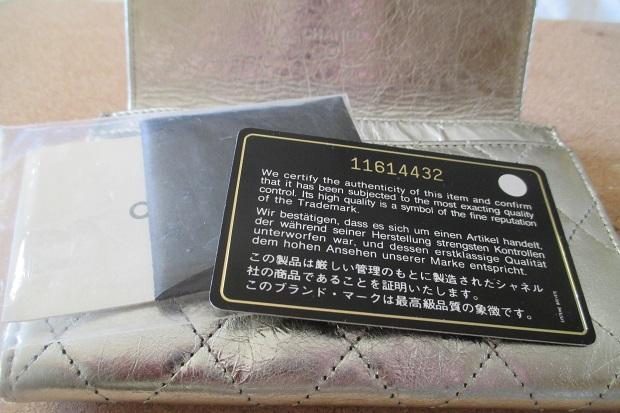 CHANEL
11614432
We certify the authenticity of this item and confirm
that it has been subjected to the most exacting quality
control. Its high quality is a symbol of the fine reputation
of the Trademark.
Wir bestätigen, dass es sich um einen Artikel handelt,
der während seiner Herstellung strengsten Kontrollen
unterworfen war, und dessen erstklassige Qualität
dem hohen Ansehen unserer Marke entspricht.
この製品は厳しい管理のもとに製造されたシャネル
社の商品であることを証明いたします。
このブランド・マークは最高級品質の象徴です。